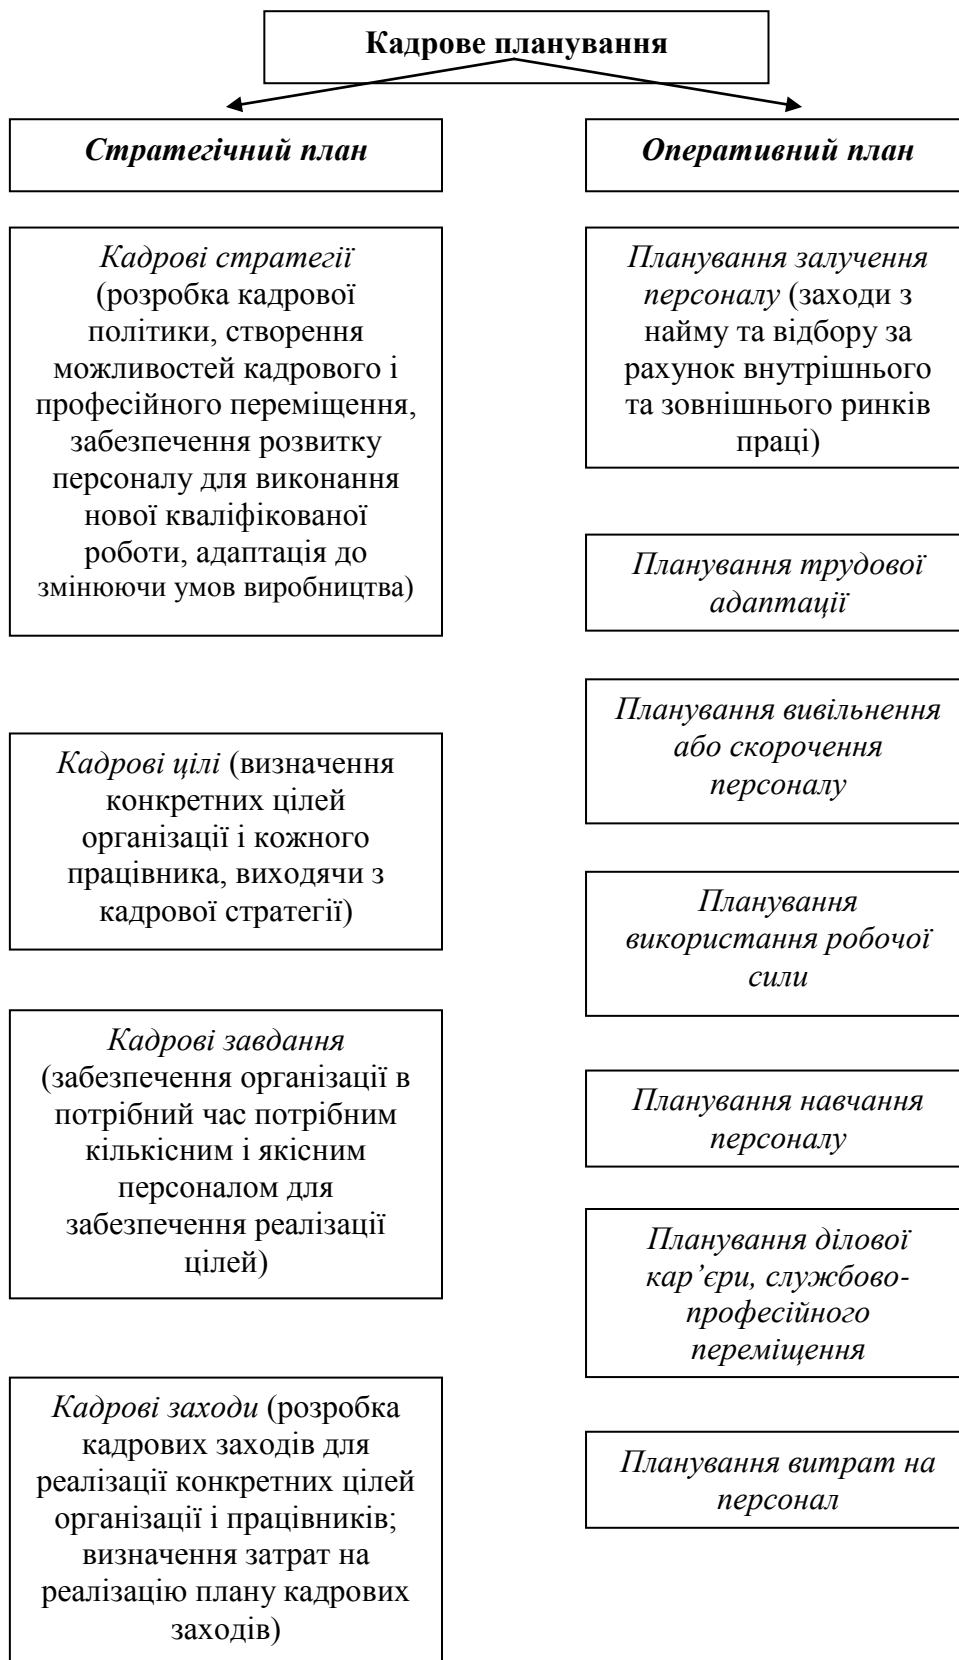 Кадрове планування
Стратегічний план
Кадрові стратегії
(розробка кадрової
політики, створення
можливостей кадрового і
професійного переміщення,
забезпечення розвитку
персоналу для виконання
нової кваліфікованої
роботи, адаптація до
змінюючи умов виробництва)
Кадрові цілі (визначення
конкретних цілей
організації і кожного
працівника, виходячи з
кадрової стратегії)
Кадрові завдання
(забезпечення організації в
потрібний час потрібним
кількісним і якісним
персоналом для
забезпечення реалізації
цілей)
Кадрові заходи (розробка
кадрових заходів для
реалізації конкретних цілей
організації і працівників;
визначення затрат на
реалізацію плану кадрових
заходів)
Оперативний план
Планування залучення
персоналу (заходи з
найму та відбору за
рахунок внутрішнього
та зовнішнього ринків
праці)
Планування трудової
адаптації
Планування вивільнення
або скорочення
персоналу
Планування
використання робочої
сили
Планування навчання
персоналу
Планування ділової
кар’єри, службово-
професійного
переміщення
Планування витрат на
персонал